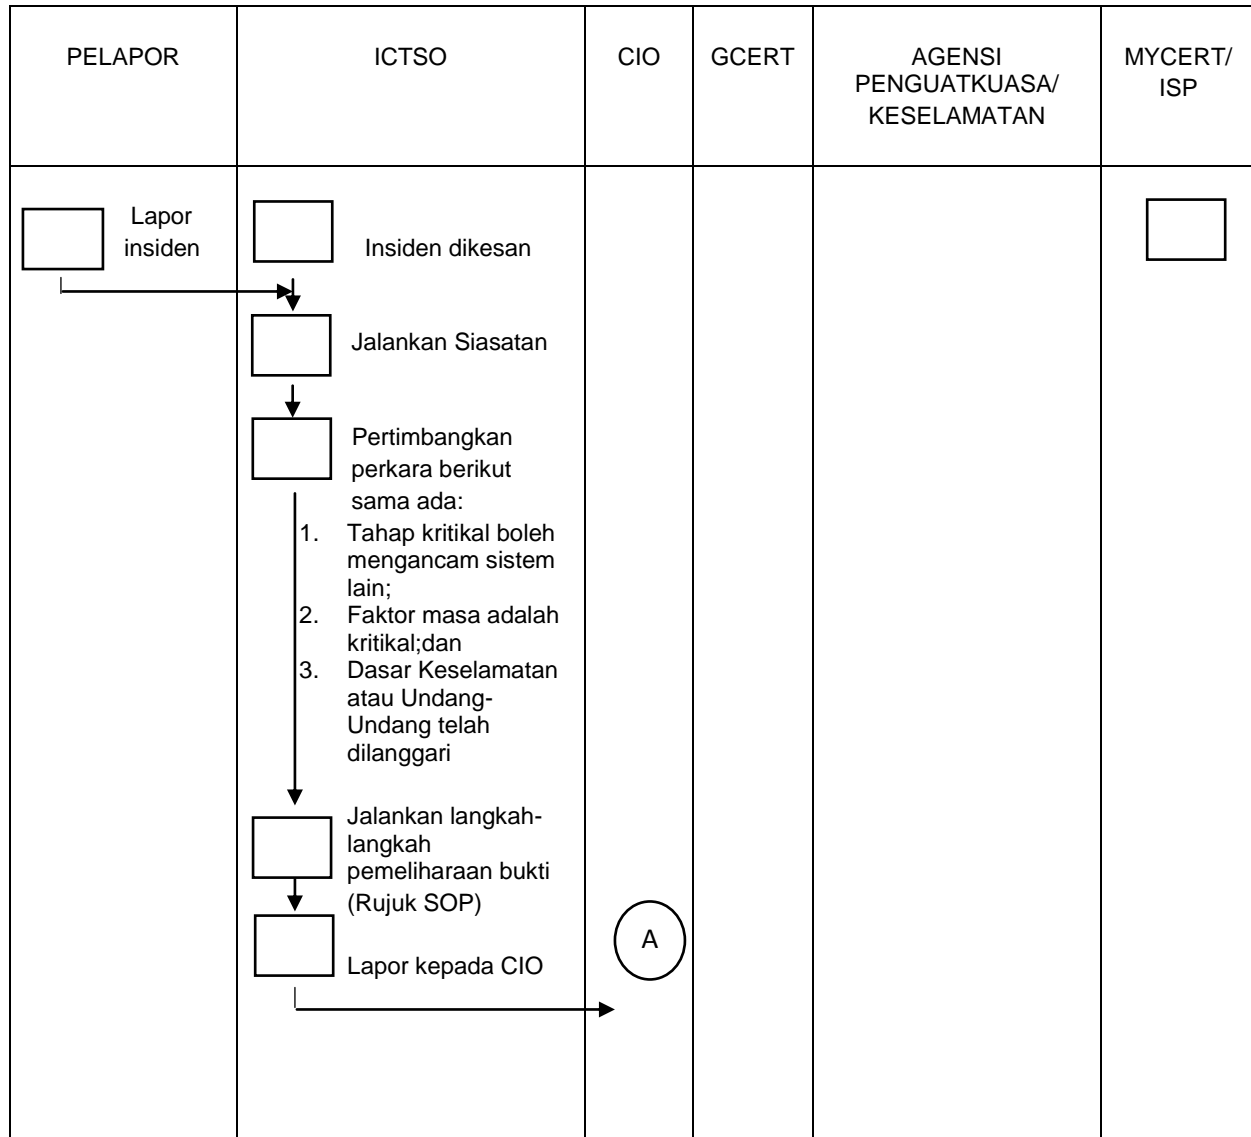 PELAPOR
ICTSO
CIO
GCERT
AGENSI
PENGUATKUASA/
KESELAMATAN
MYCERT/
ISP
Lapor
insiden
Insiden dikesan
Jalankan Siasatan
Pertimbangkan
perkara berikut
sama ada:
1. Tahap kritikal boleh
mengancam sistem
lain;
2. Faktor masa adalah
kritikal;dan
3. Dasar Keselamatan
atau Undang-
Undang telah
dilanggari
Jalankan langkah-
langkah
pemeliharaan bukti
(Rujuk SOP)
Lapor kepada CIO
A